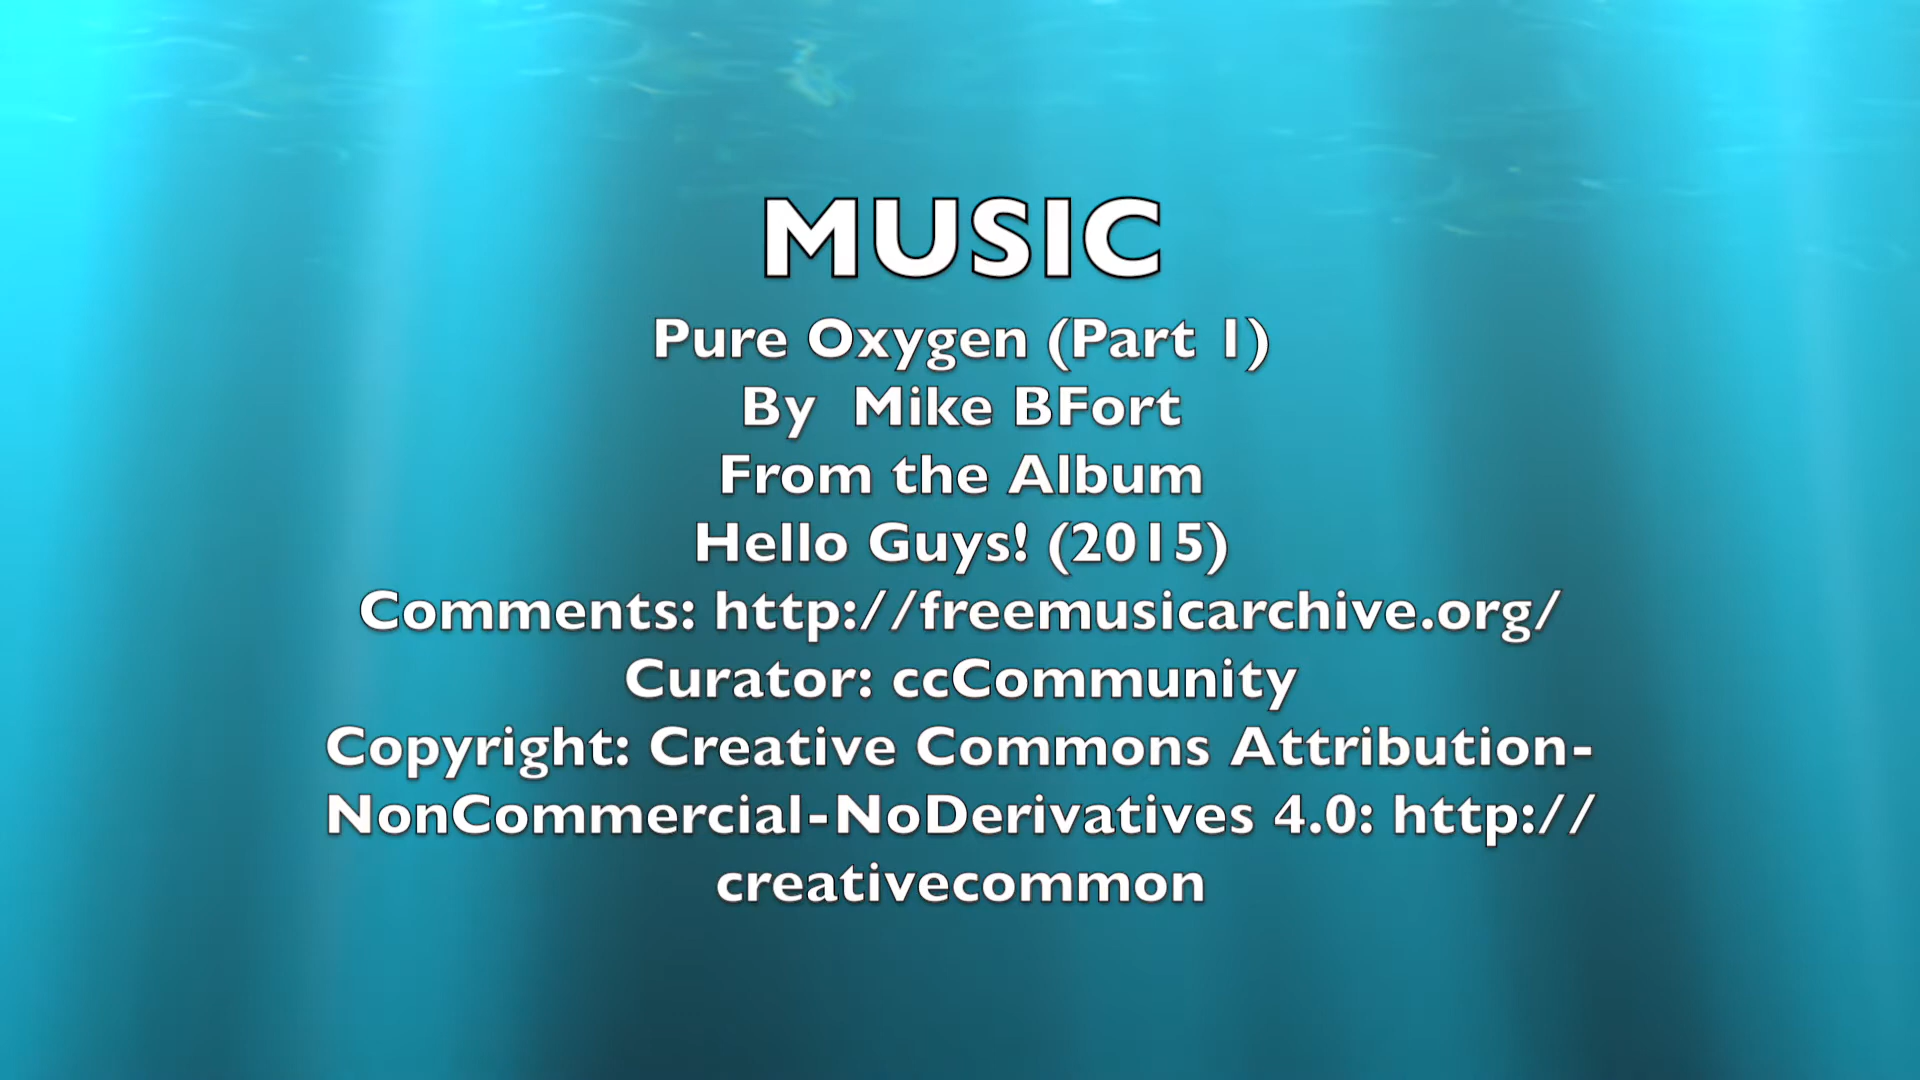 MUSIC
Pure Oxygen (Part 1)
By  Mike BFort
From the Album
Hello Guys! (2015)
Comments: http://freemusicarchive.org/
Curator: ccCommunity
Copyright: Creative Commons Attribution-
NonCommercial-NoDerivatives 4.0: http://
creativecommon